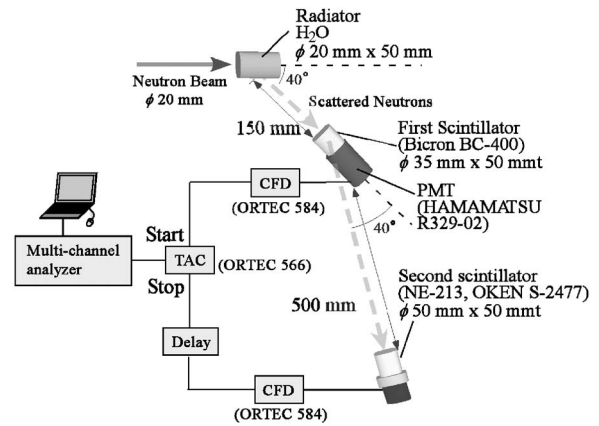 Radiator
H₂O
ϕ 20 mm x 50 mm
40°
Neutron Beam
ϕ 20 mm
Scattered Neutrons
150 mm
First Scintillator
(Bicron BC-400)
ϕ 35 mm x 50 mmt
PMT
(HAMAMATSU
R329-02)
40°
CFD
(ORTEC 584)
Start
Multi-channel
analyzer
TAC
(ORTEC 566)
Stop
500 mm
Second scintillator
(NE-213, OKEN S-2477)
ϕ 50 mm x 50 mmt
Delay
CFD
(ORTEC 584)